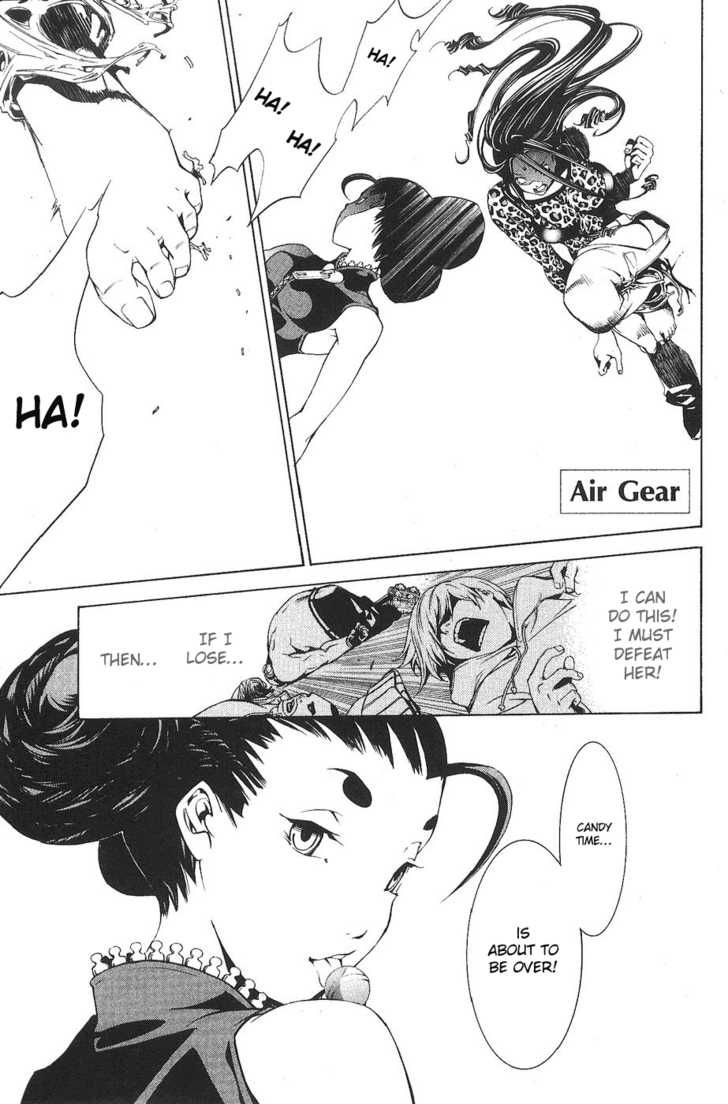 HA!
HA!
HA!
HA!
Air Gear
I CAN
DO THIS!
I MUST
DEFEAT
HER!
IF I
LOSE...
THEN...
CANDY
TIME...
IS
ABOUT TO
BE OVER!